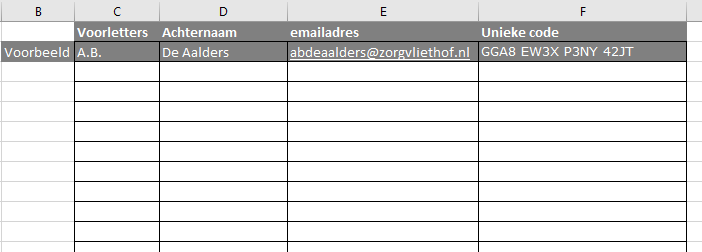 B C D E F
Voorletters Achternaam emailadres Unieke code
Voorbeeld A.B. De Aalders abdeaalders@zorgvliethof.nl GGA8 EW3X P3NY 42JT